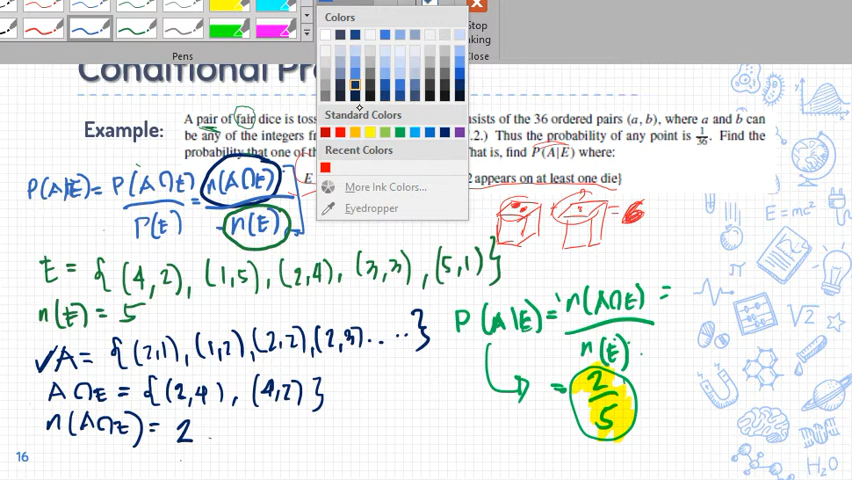 Pens
Colors
Standard Colors
Recent Colors
More Ink Colors...
Eyedropper
Stop
nking
Conditional Pr
Example:
A pair of fair dice is toss
nsists of the 36 ordered pairs (a, b), where a and b can
be any of the integers fr
2,) Thus the probability of any point is 1/36. Find the
probability that one of th
hat is, find P(A|E) where:
E
2 appears on at least one die}
P(A|E) = P(A∩E) / P(E) = n(A∩E) / n(E)
= 6
E = {(4,2), (1,5), (2,4), (3,3), (5,1)}
n(E) = 5
✓A = {(2,1), (1,2), (2,2), (2,3) . . . . }
A∩E = {(2,4), (4,2)}
n(A∩E) = 2
P(A|E) = n(A∩E) / n(E) =
= 2/5
E = mc²
π
√2
H₂O
16